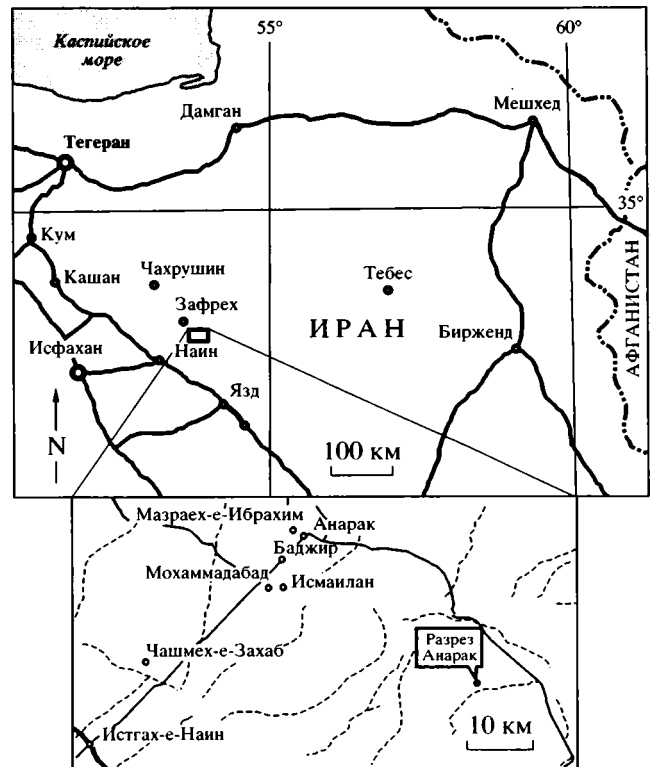 55°
60°
Каспийское
море
Дамган
Мешхед
Тегеран
35°
Кум
Чахрушин
Тебес
Кашан
Зафрех
ИРАН
АФГАНИСТАН
Бирженд
Исфахан
Наин
Язд
N
100 км
Мазраех-е-Ибрахим
Анарак
Баджир
Мохаммадабад
Исмаилан
Разрез
Анарак
Чашмех-е-Захаб
Истгах-е-Наин
10 км